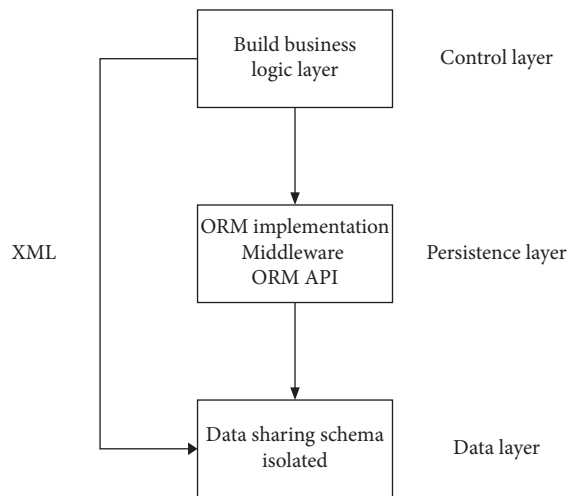 Build business
logic layer
Control layer
XML
ORM implementation
Middleware
ORM API
Persistence layer
Data sharing schema
isolated
Data layer